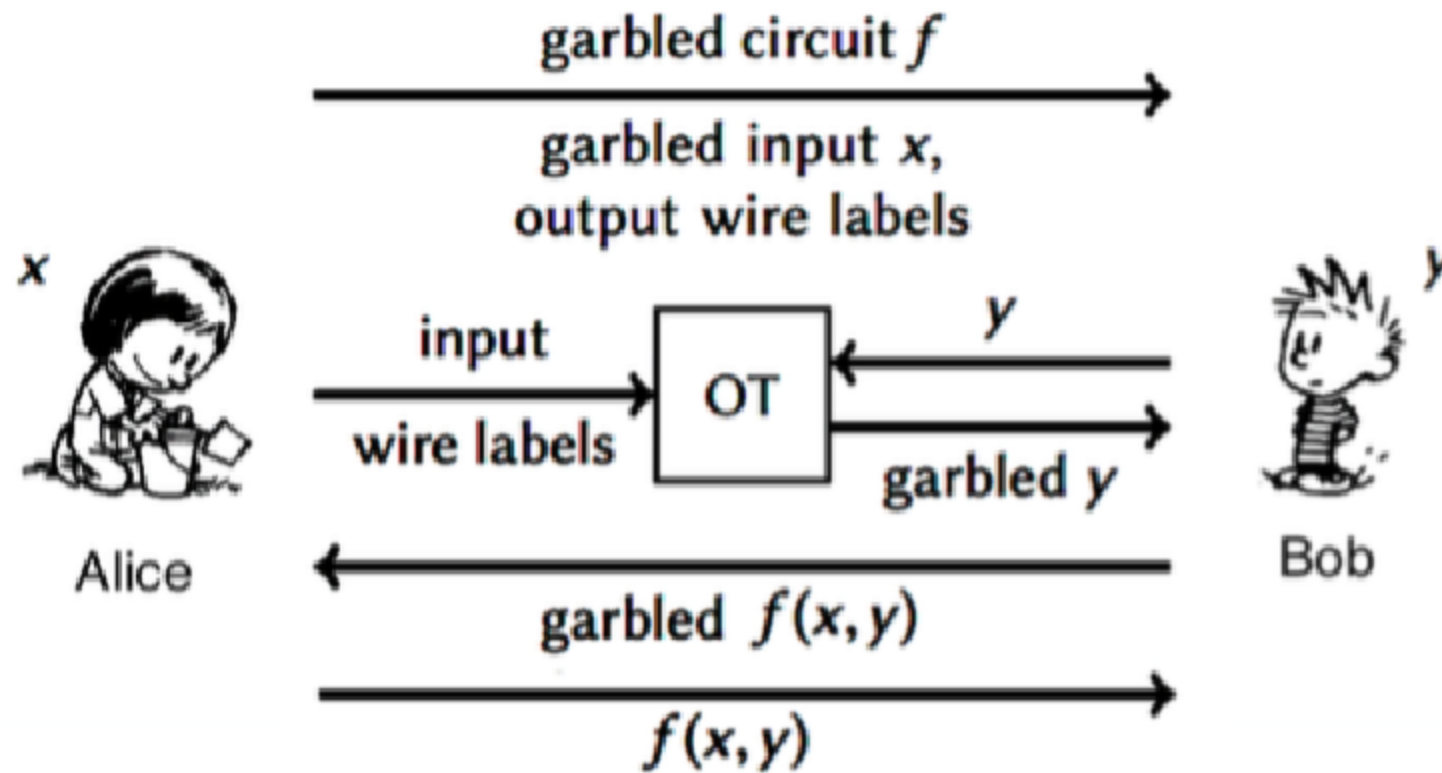 garbled circuit f
garbled input x,
output wire labels
x
y
input
wire labels
OT
y
garbled y
Alice
Bob
garbled f(x, y)
f(x, y)